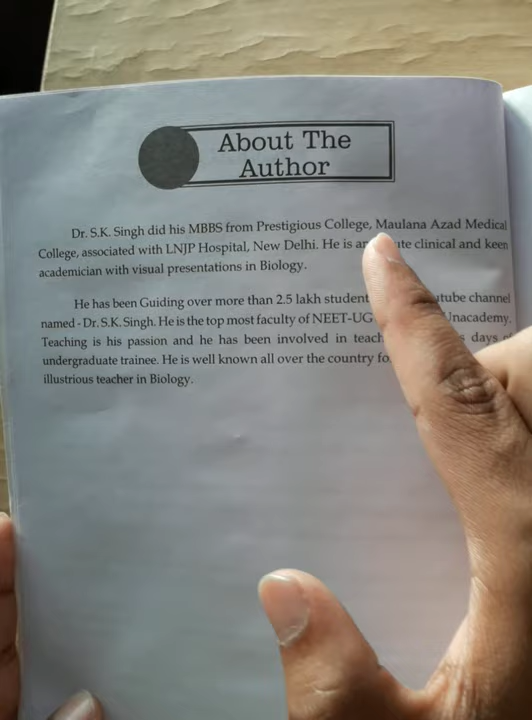 About The
Author
Dr. S.K. Singh did his MBBS from Prestigious College, Maulana Azad Medical
College, associated with LNJP Hospital, New Delhi. He is an clinical and keen
academician with visual presentations in Biology.
He has been Guiding over more than 2.5 lakh student channel
named - Dr. S.K. Singh. He is the top most faculty of NEET-UG Unacademy.
Teaching is his passion and he has been involved in days of
undergraduate trainee. He is well known all over the country
illustrious teacher in Biology.